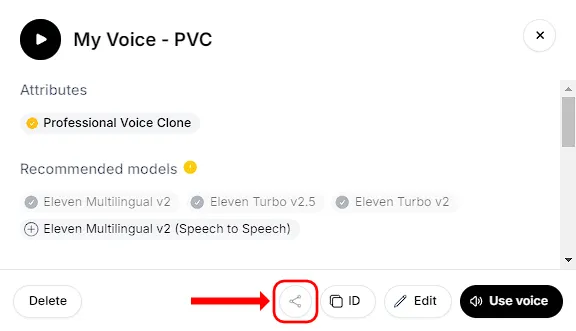 My Voice - PVC
Attributes
Professional Voice Clone
Recommended models
Eleven Multilingual v2 Eleven Turbo v2.5 Eleven Turbo v2
Eleven Multilingual v2 (Speech to Speech)
Delete ID Edit Use voice